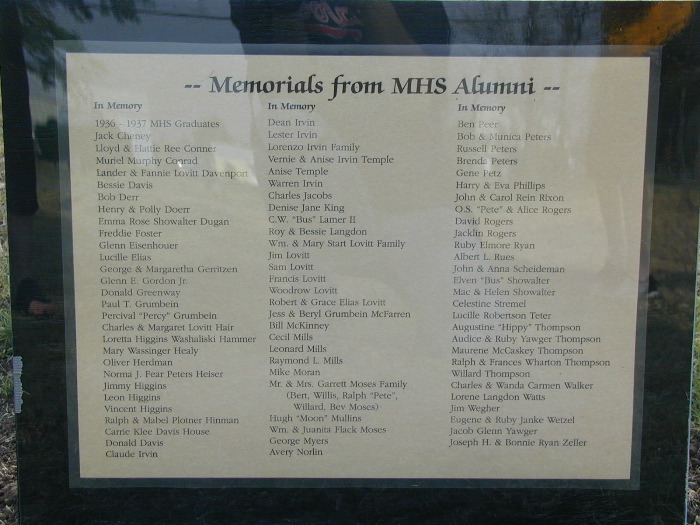 -- Memorials from MHS Alumni --
In Memory
1936 - 1937 MHS Graduates
Jack Cheney
Lloyd & Hattie Ree Conner
Muriel Murphy Conrad
Lander & Fannie Lovitt Davenport
Bessie Davis
Bob Derr
Henry & Polly Doerr
Emma Rose Showalter Dugan
Freddie Foster
Glenn Eisenhouer
Lucille Elias
George & Margaretha Gerritzen
Glenn E. Gordon Jr.
Donald Greenway
Paul T. Grumbein
Percival "Percy" Grumbein
Charles & Margaret Lovitt Hair
Loretta Higgins Washaliski Hammer
Mary Wassinger Healy
Oliver Herdman
Norma J. Fear Peters Heiser
Jimmy Higgins
Leon Higgins
Vincent Higgins
Ralph & Mabel Plotner Hinman
Carrie Klee Davis House
Donald Davis
Claude Irvin
In Memory
Dean Irvin
Lester Irvin
Lorenzo Irvin Family
Vernie & Anise Irvin Temple
Anise Temple
Warren Irvin
Charles Jacobs
Denise Jane King
C.W. "Bus" Lamer II
Roy & Bessie Langdon
Wm. & Mary Start Lovitt Family
Jim Lovitt
Sam Lovitt
Francis Lovitt
Woodrow Lovitt
Robert & Grace Elias Lovitt
Jess & Beryl Grumbein McFarren
Bill McKinney
Cecil Mills
Leonard Mills
Raymond L. Mills
Mike Moran
Mr. & Mrs. Garrett Moses Family
(Bert, Willis, Ralph "Pete",
Willard, Bev Moses)
Hugh "Moon" Mullins
Wm. & Juanita Flack Moses
George Myers
Avery Norlin
In Memory
Ben Peer
Bob & Munica Peters
Russell Peters
Brenda Peters
Gene Petz
Harry & Eva Phillips
John & Carol Rein Rixon
O.S. "Pete" & Alice Rogers
David Rogers
Jacklin Rogers
Ruby Elmore Ryan
Albert L. Rues
John & Anna Scheideman
Elven "Bus" Showalter
Mac & Helen Showalter
Celestine Stremel
Lucille Robertson Teter
Augustine "Hippy" Thompson
Audice & Ruby Yawger Thompson
Maurene McCaskey Thompson
Ralph & Frances Wharton Thompson
Willard Thompson
Charles & Wanda Carmen Walker
Lorene Langdon Watts
Jim Wegher
Eugene & Ruby Janke Wetzel
Jacob Glenn Yawger
Joseph H. & Bonnie Ryan Zeller